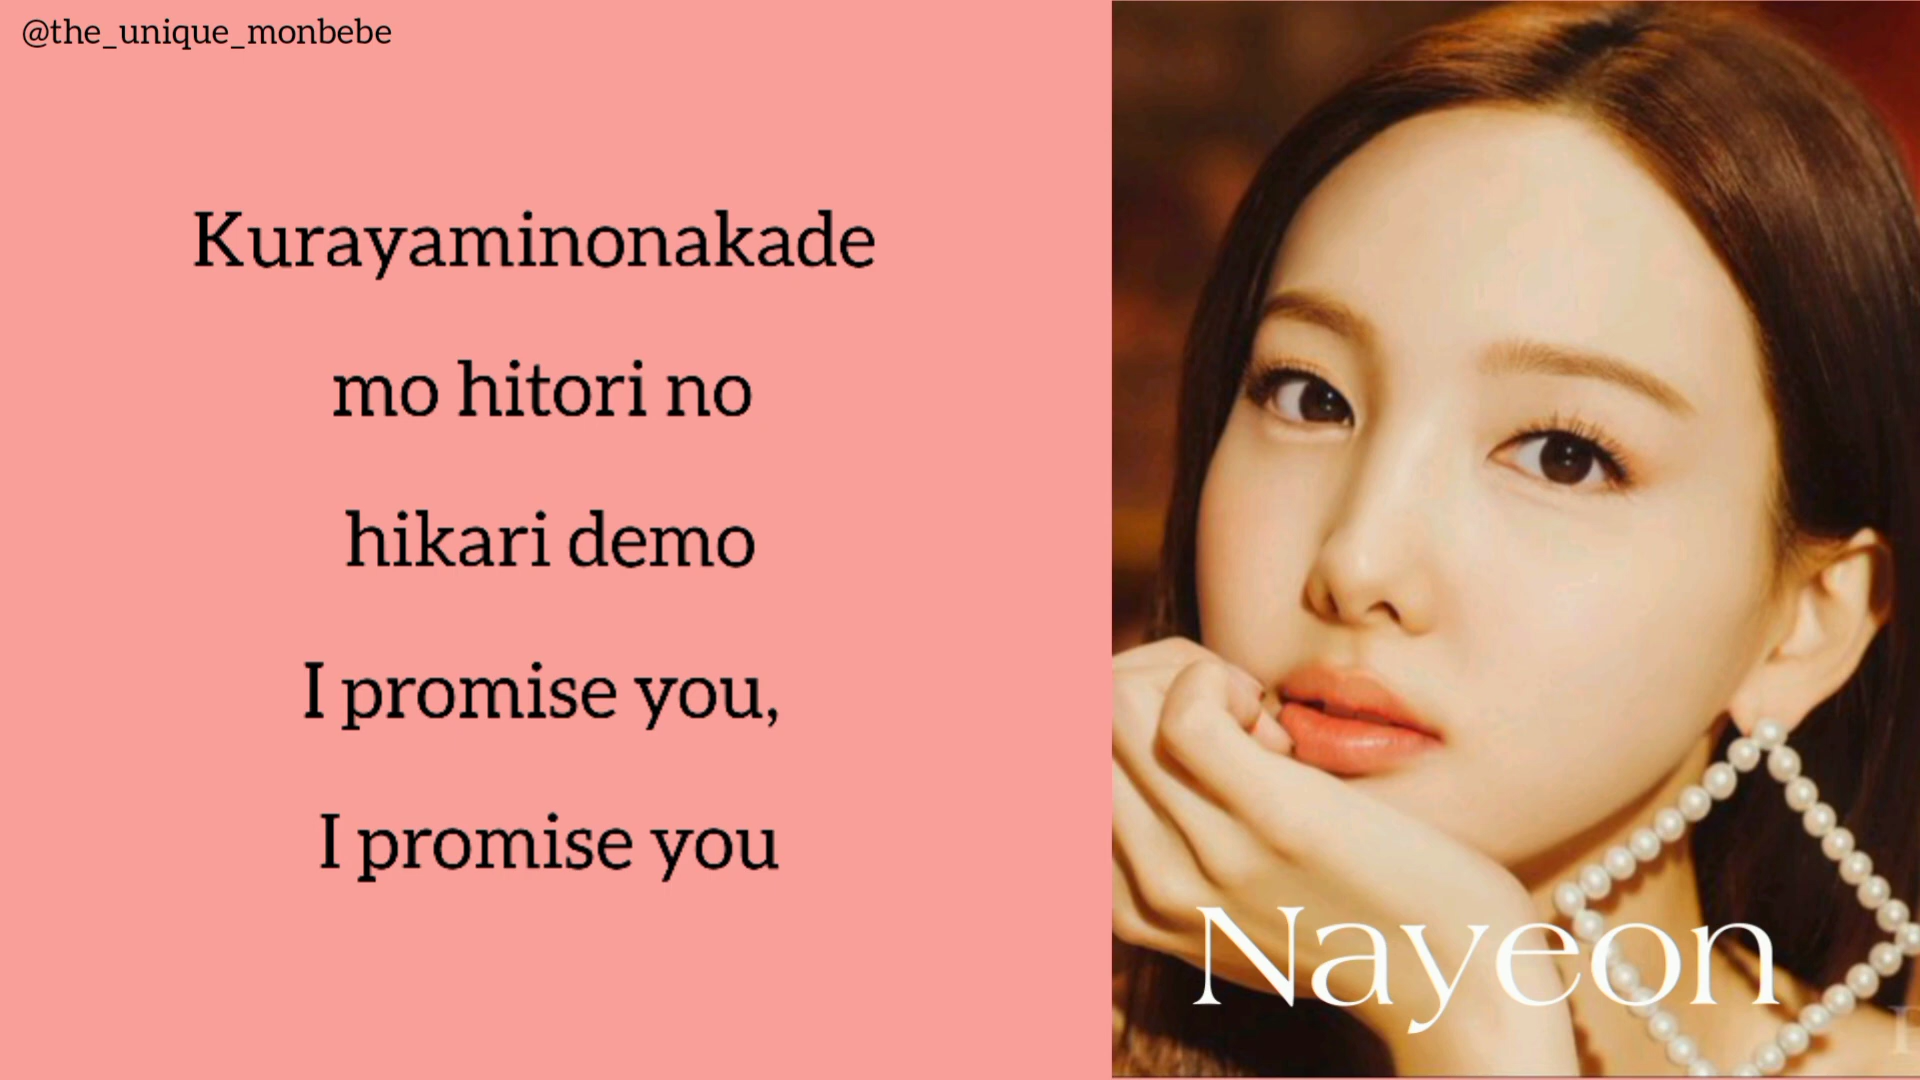 @the_unique_monbebe
Kurayaminonakade
mo hitori no
hikari demo
I promise you,
I promise you
Nayeon